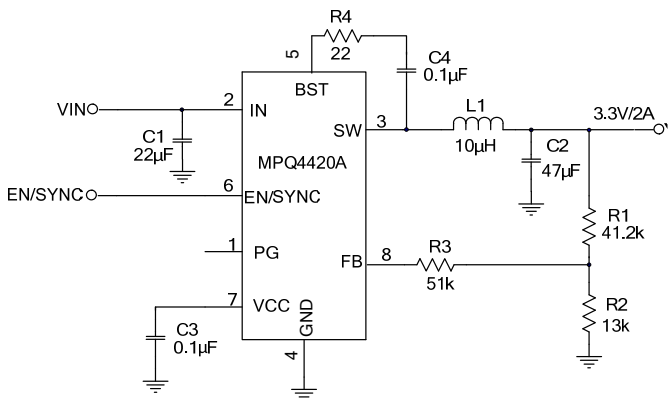 R4
22
5
C4
0.1µF
BST
VIN
2
IN
C1
22µF
SW
3
L1
10µH
3.3V/2A
C2
47µF
MPQ4420A
EN/SYNC
6
EN/SYNC
R1
41.2k
1
PG
FB
8
R3
51k
7
VCC
GND
4
C3
0.1µF
R2
13k